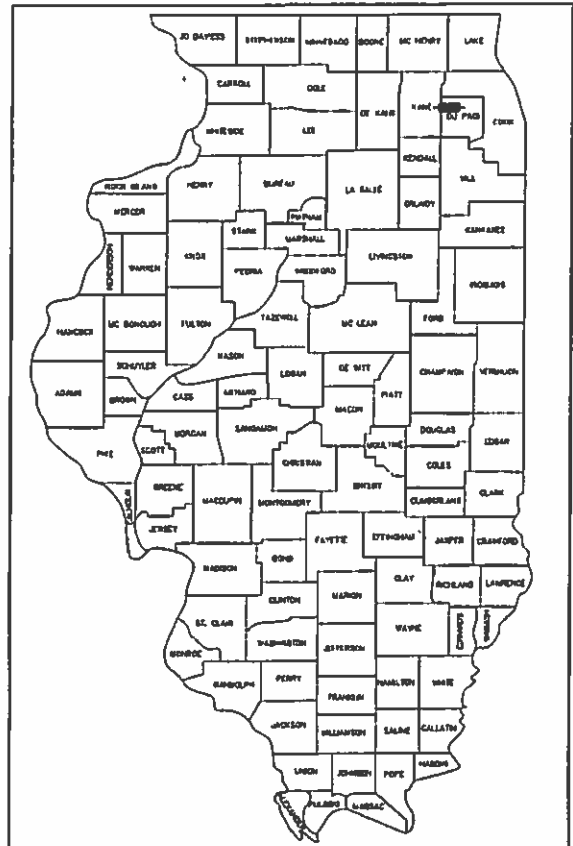 JO DAVIESS STEPHENSON WINNEBAGO BOONE MC HENRY LAKE
CARROLL OGLE DE KALB KANE DU PAGE COOK
WHITESIDE LEE KENDALL WILL
ROCK ISLAND HENRY BUREAU LA SALLE GRUNDY
MERCER PUTNAM KANKAKEE
STARK MARSHALL
HENDERSON WARREN KNOX PEORIA WOODFORD LIVINGSTON IROQUOIS
HANCOCK MC DONOUGH FULTON TAZEWELL MC LEAN FORD
MASON
ADAMS SCHUYLER LOGAN DE WITT CHAMPAIGN VERMILION
BROWN CASS MENARD PIATT
MACON
PIKE SCOTT MORGAN SANGAMON DOUGLAS EDGAR
MOULTRIE
CHRISTIAN COLES
GREENE MACOUPIN SHELBY
CALHOUN MONTGOMERY CUMBERLAND CLARK
JERSEY FAYETTE EFFINGHAM JASPER CRAWFORD
MADISON BOND CLAY RICHLAND LAWRENCE
CLINTON MARION
ST. CLAIR WAYNE EDWARDS WABASH
MONROE WASHINGTON JEFFERSON
RANDOLPH PERRY HAMILTON WHITE
FRANKLIN
JACKSON WILLIAMSON SALINE GALLATIN
UNION JOHNSON POPE HARDIN
PULASKI MASSAC